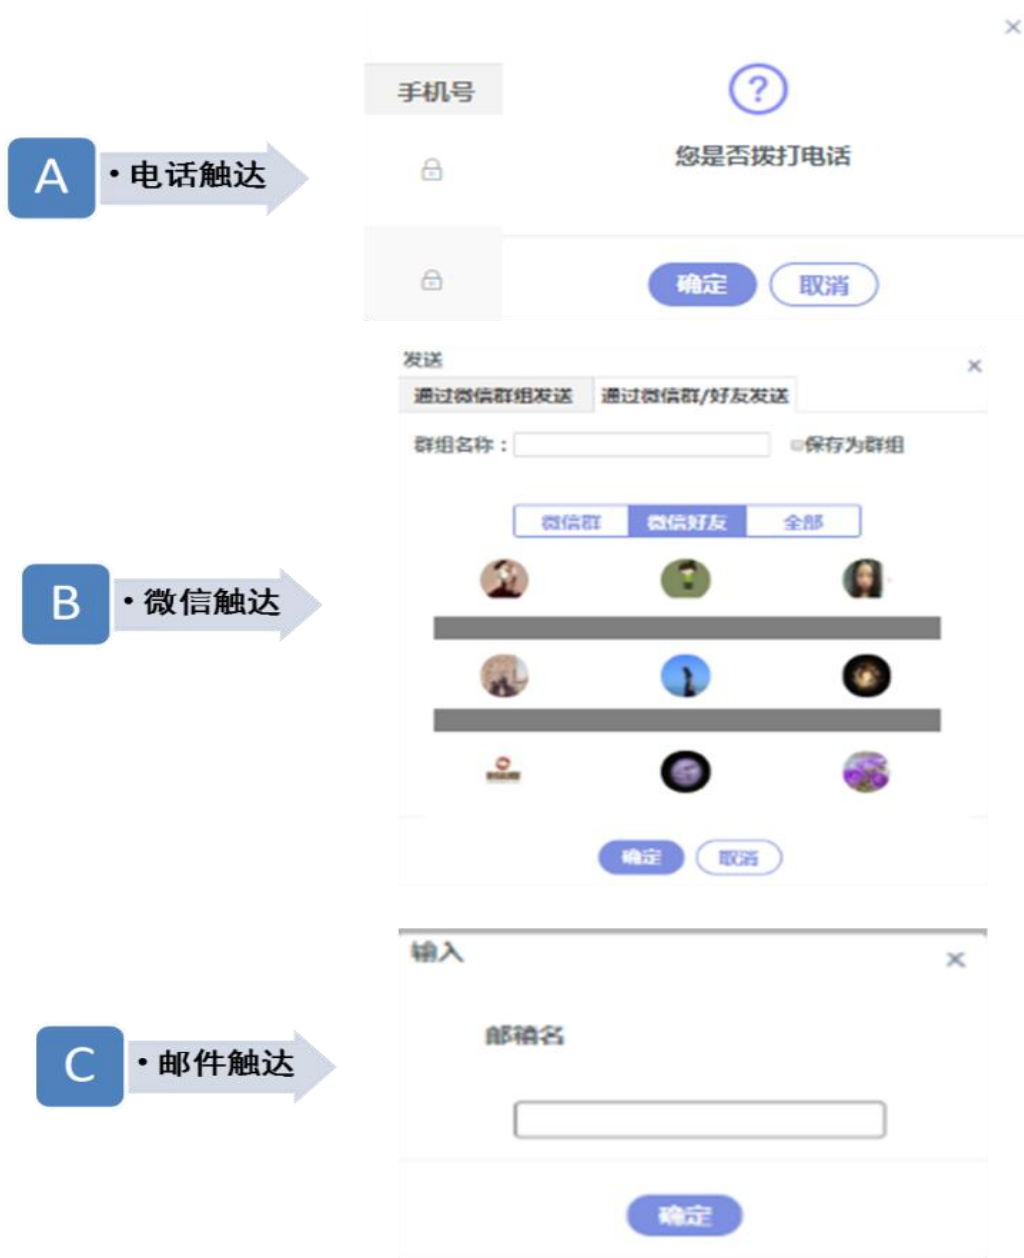 手机号
?
您是否拨打电话
A
·电话触达
确定
取消
发送
通过微信群组发送
通过微信群/好友发送
群组名称：
保存为群组
微信群
微信好友
全部
B
·微信触达
确定
取消
输入
邮箱名
C
·邮件触达
确定